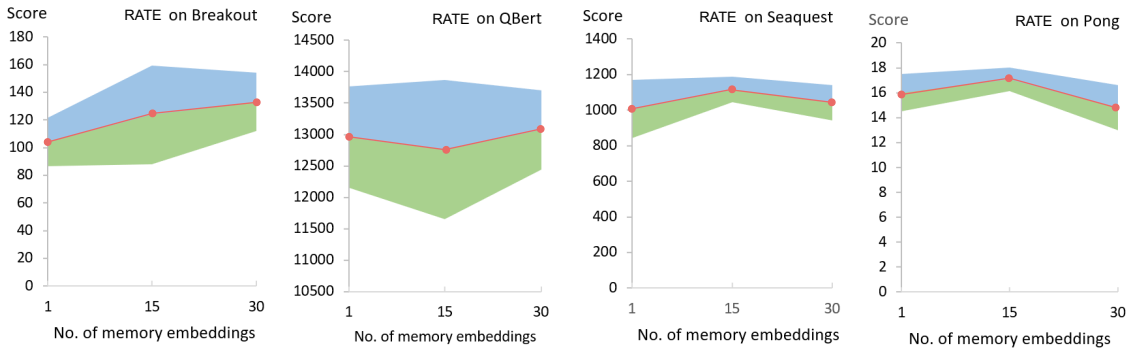 Score
RATE on Breakout
180
160
140
120
100
80
60
40
20
0
1 15 30
No. of memory embeddings
Score
RATE on QBert
14500
14000
13500
13000
12500
12000
11500
11000
10500
1 15 30
No. of memory embeddings
Score
RATE on Seaquest
1400
1200
1000
800
600
400
200
0
1 15 30
No. of memory embeddings
Score
RATE on Pong
20
18
16
14
12
10
8
6
4
2
0
1 15 30
No. of memory embeddings